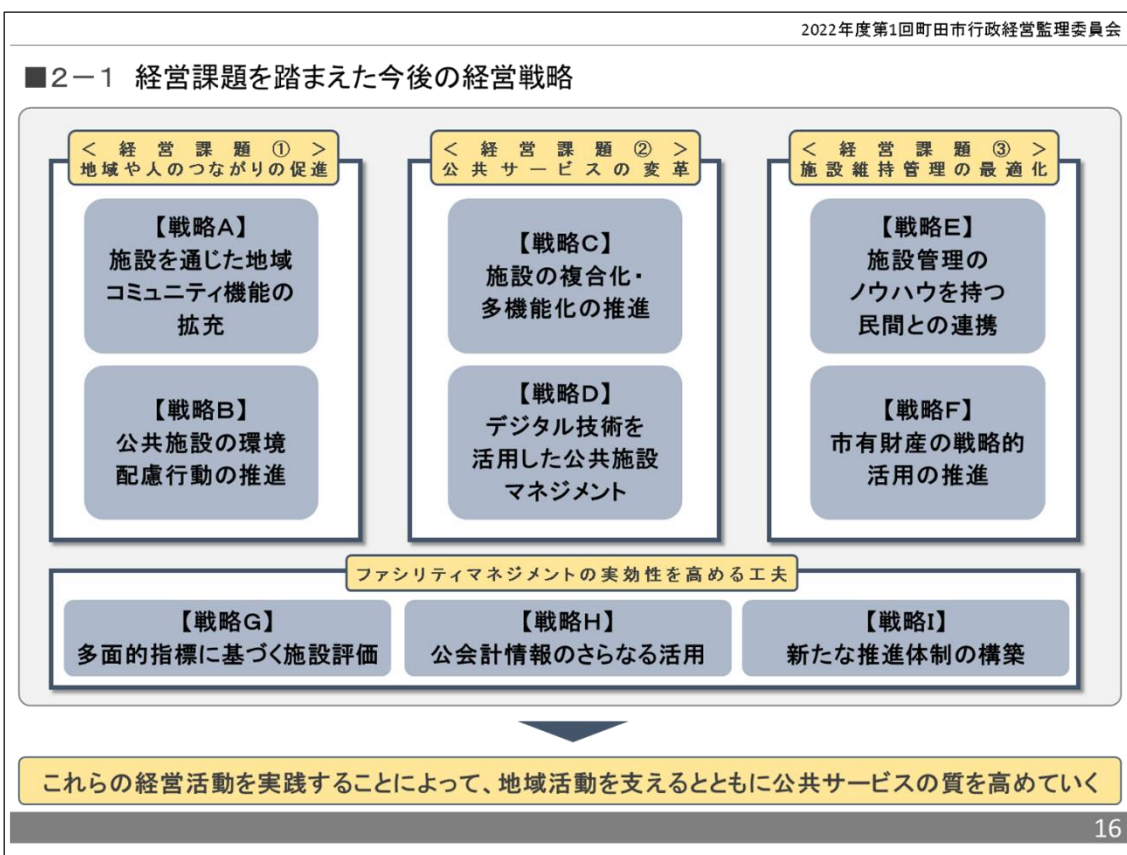 2022年度第1回町田市行政経営監理委員会
■2－1 経営課題を踏まえた今後の経営戦略
＜経営課題①＞
地域や人のつながりの促進
【戦略A】
施設を通じた地域
コミュニティ機能の
拡充
【戦略B】
公共施設の環境
配慮行動の推進
＜経営課題②＞
公共サービスの変革
【戦略C】
施設の複合化・
多機能化の推進
【戦略D】
デジタル技術を
活用した公共施設
マネジメント
＜経営課題③＞
施設維持管理の最適化
【戦略E】
施設管理の
ノウハウを持つ
民間との連携
【戦略F】
市有財産の戦略的
活用の推進
ファシリティマネジメントの実効性を高める工夫
【戦略G】
多面的指標に基づく施設評価
【戦略H】
公会計情報のさらなる活用
【戦略I】
新たな推進体制の構築
これらの経営活動を実践することによって、地域活動を支えるとともに公共サービスの質を高めていく
16